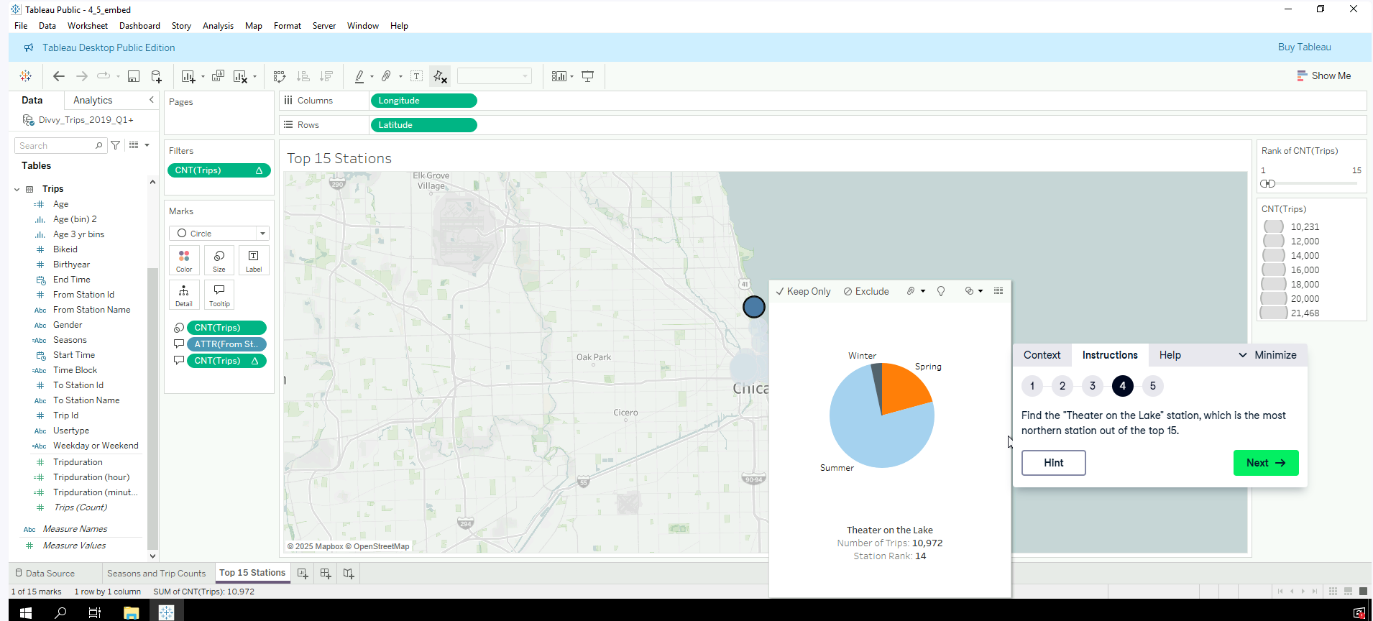 Tableau Public - 4_5_embed
File Data Worksheet Dashboard Story Analysis Map Format Server Window Help
Tableau Desktop Public Edition
Buy Tableau
Show Me
Data
Analytics
Divvy_Trips_2019_Q1+
Search
Tables
Trips
Age
Age (bin) 2
Age 3 yr bins
Bikeid
Birthyear
End Time
From Station Id
From Station Name
Gender
Seasons
Start Time
Time Block
To Station Id
To Station Name
Trip Id
Usertype
Weekday or Weekend
Tripduration
Tripduration (hour)
Tripduration (minut...
Trips (Count)
Measure Names
Measure Values
Pages
Filters
CNT(Trips)
Marks
Circle
Color
Size
Label
Detail
Tooltip
CNT(Trips)
ATTR(From St..
CNT(Trips)
Columns
Longitude
Rows
Latitude
Top 15 Stations
Elk Grove
Village
Oak Park
Cicero
Chica
290
41
55
90-94
294
© 2025 Mapbox © OpenStreetMap
Keep Only
Exclude
Winter
Spring
Summer
Theater on the Lake
Number of Trips: 10,972
Station Rank: 14
Rank of CNT(Trips)
1
15
CNT(Trips)
10,231
12,000
14,000
16,000
18,000
20,000
21,468
Context
Instructions
Help
Minimize
1 2 3 4 5
Find the "Theater on the Lake" station, which is the most
northern station out of the top 15.
HInt
Next →
Data Source
Seasons and Trip Counts
Top 15 Stations
1 of 15 marks
1 row by 1 column
SUM of CNT(Trips): 10,972